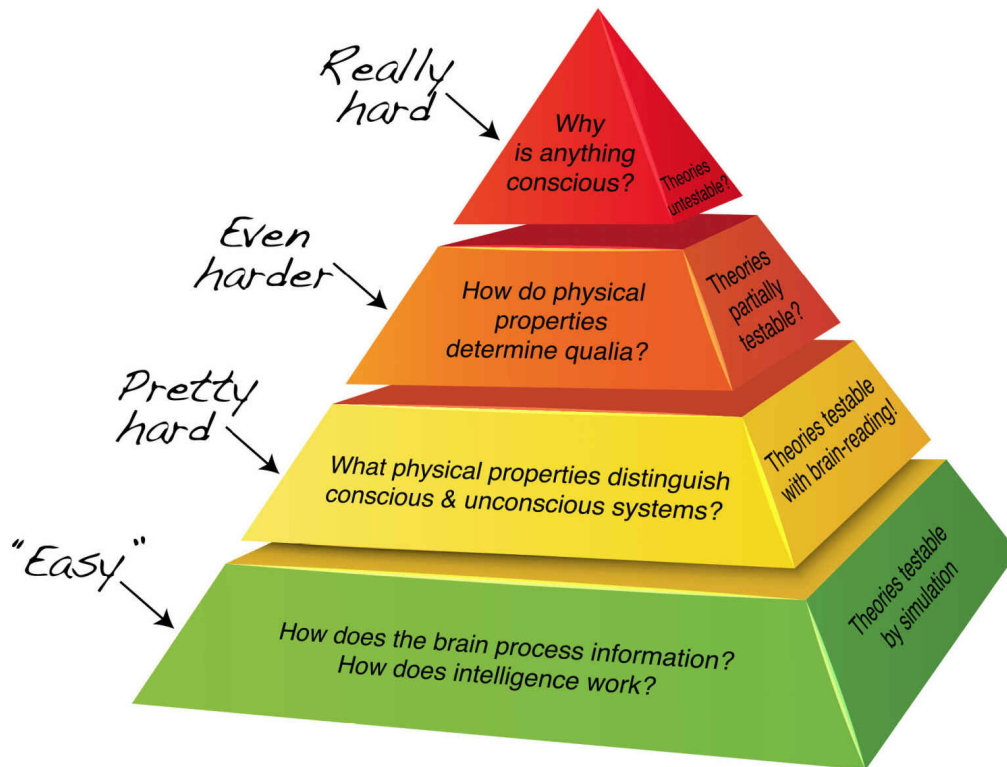 Really
hard
Why
is anything
conscious?
Theories
untestable?
Even
harder
How do physical
properties
determine qualia?
Theories
partially
testable?
Pretty
hard
What physical properties distinguish
conscious & unconscious systems?
Theories testable
with brain-reading!
"Easy"
How does the brain process information?
How does intelligence work?
Theories testable
by simulation